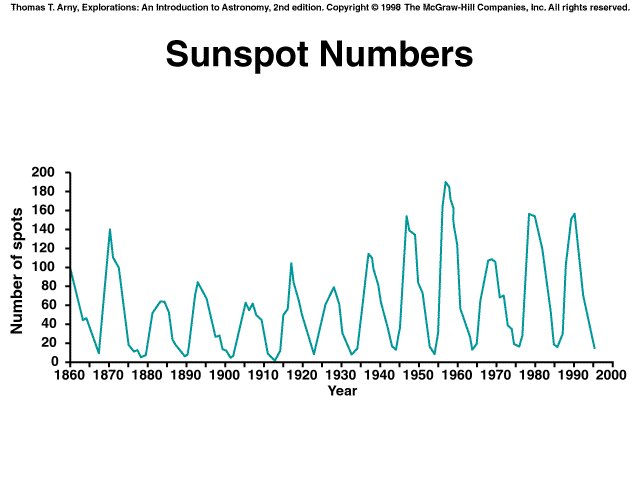 Thomas T. Arny, Explorations: An Introduction to Astronomy, 2nd edition. Copyright © 1998 The McGraw-Hill Companies, Inc. All rights reserved.
Sunspot Numbers
200
180
160
140
120
100
80
60
40
20
0
Number of spots
1860 1870 1880 1890 1900 1910 1920 1930 1940 1950 1960 1970 1980 1990 2000
Year